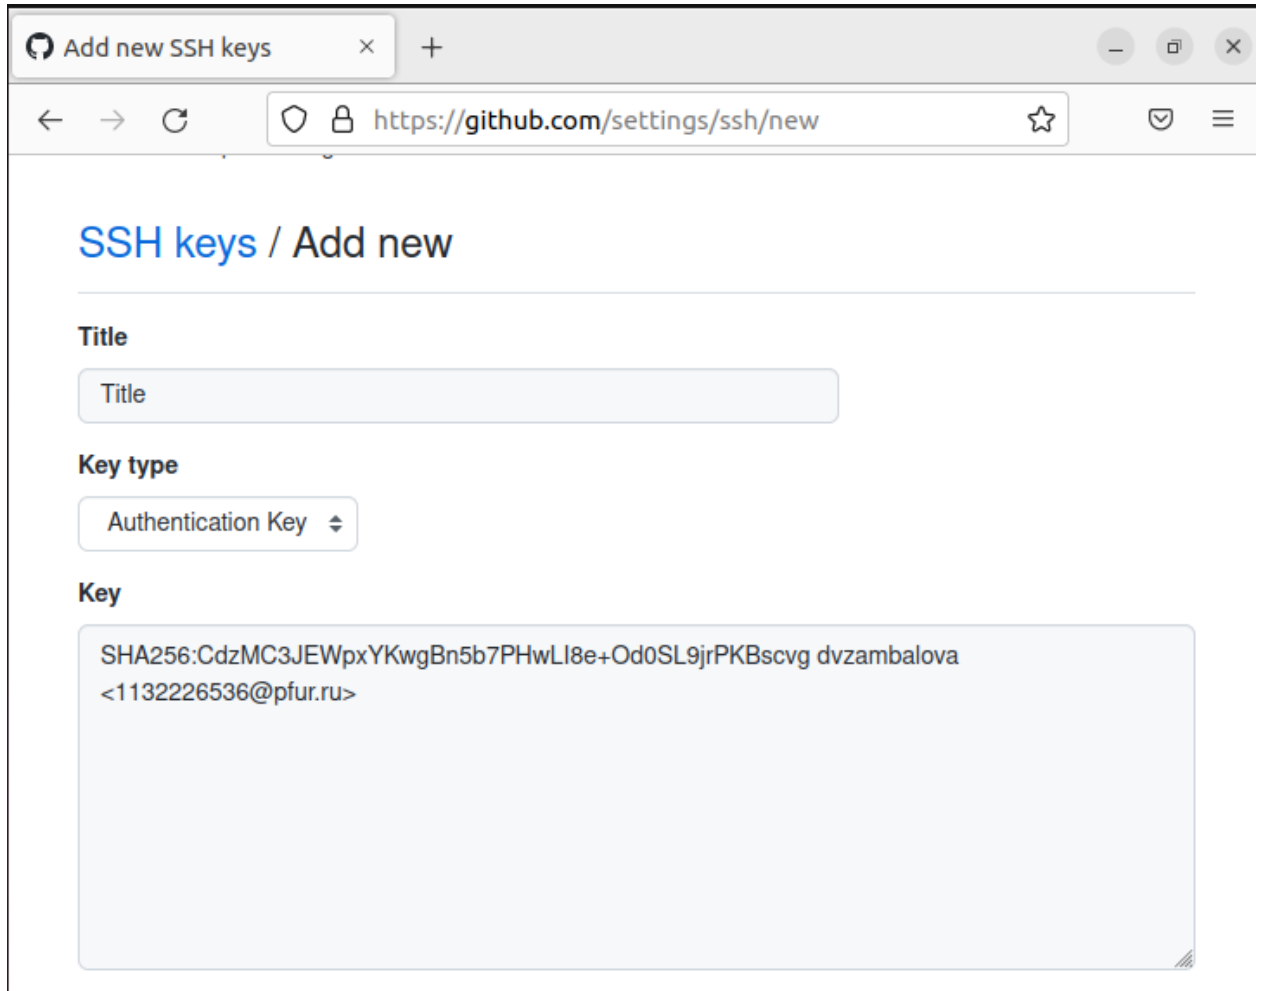 Add new SSH keys
https://github.com/settings/ssh/new
SSH keys / Add new
Title
Title
Key type
Authentication Key
Key
SHA256:CdzMC3JEWpxYKwgBn5b7PHwLI8e+Od0SL9jrPKBscvg dvzambalova
<1132226536@pfur.ru>